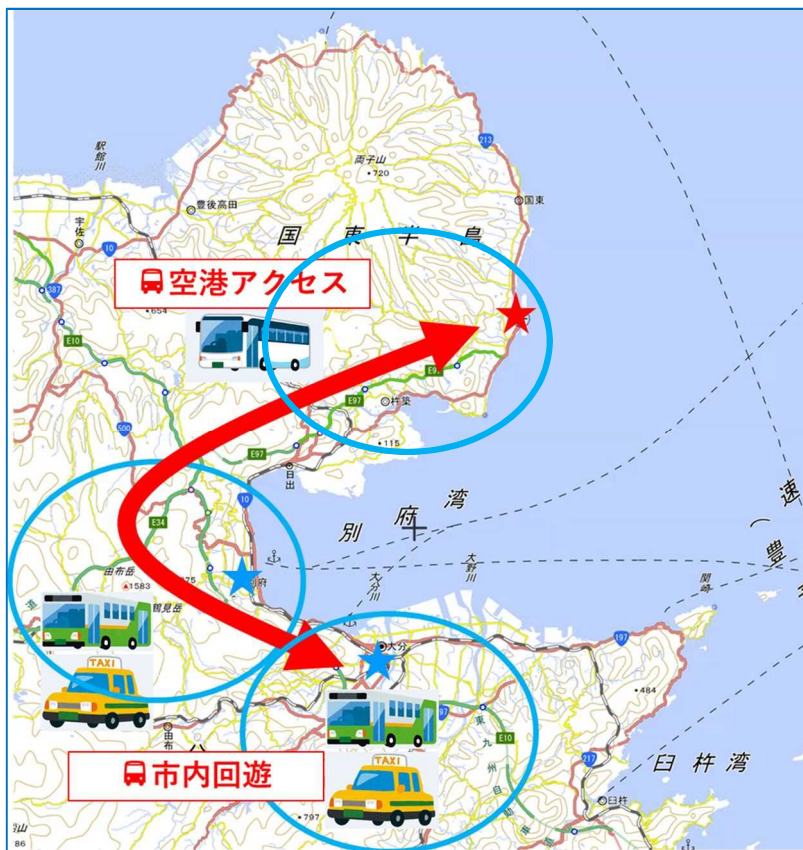 213
両子山
・720
駅館川
国東
豊後高田
宇佐
国東半島
10
空港アクセス
387
・654
E10
E97
杵築
500
・115
E97
日出
10
別府湾
速
(豊
E34
大野川
大分川
関崎
由布岳
1583
鶴見岳
別府
道
TAXI
大分
197
・484
97
東九州自動車道
E10
由布
217
臼杵湾
市内回遊
TAXI
臼杵
・797
86